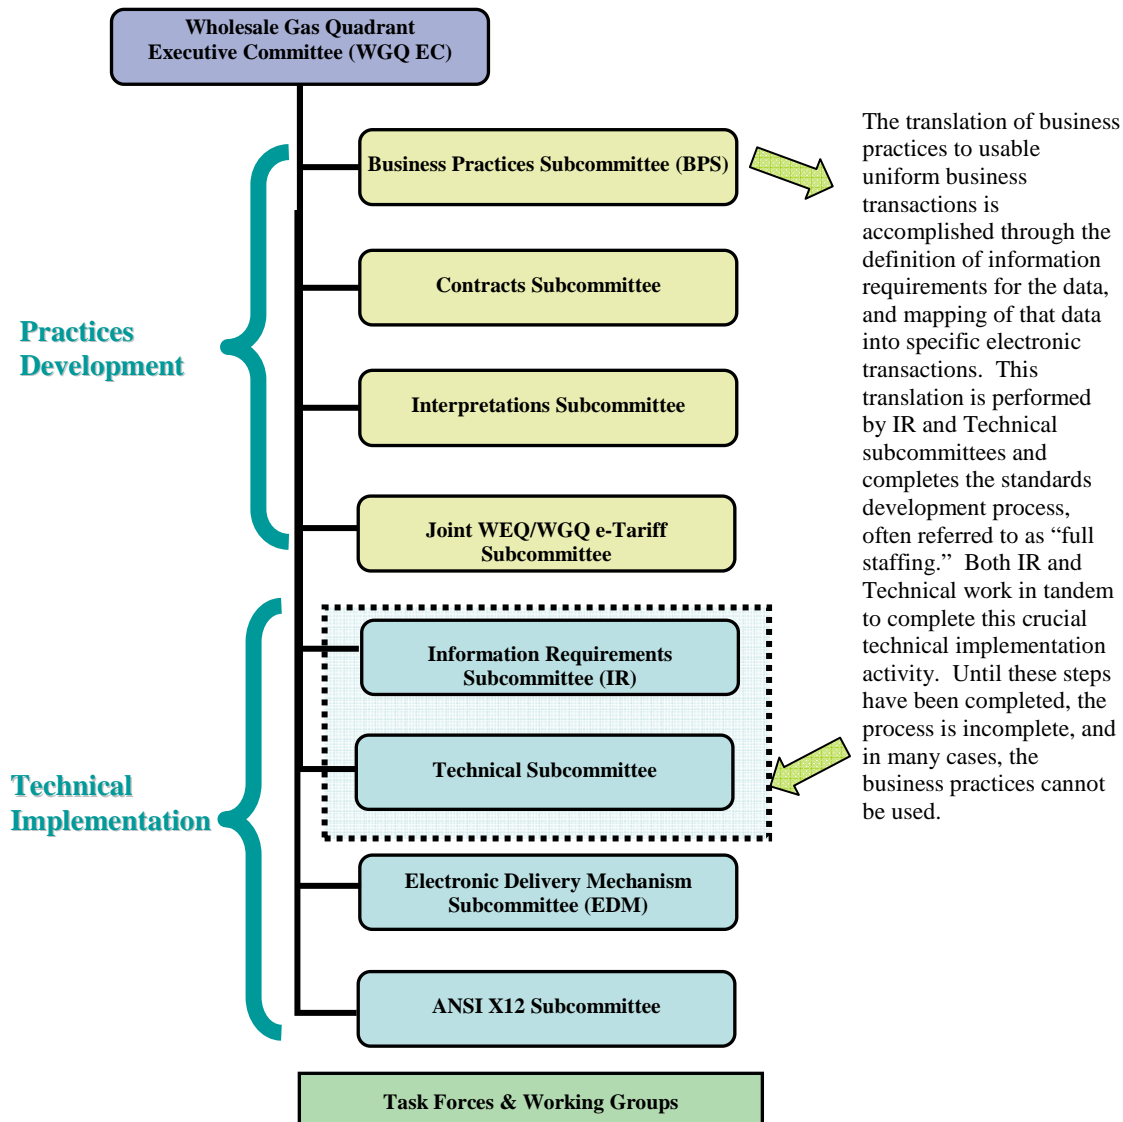 Wholesale Gas Quadrant
Executive Committee (WGQ EC)
Business Practices Subcommittee (BPS)
Contracts Subcommittee
Practices
Development
Interpretations Subcommittee
Joint WEQ/WGQ e-Tariff
Subcommittee
Information Requirements
Subcommittee (IR)
Technical Subcommittee
Technical
Implementation
Electronic Delivery Mechanism
Subcommittee (EDM)
ANSI X12 Subcommittee
Task Forces & Working Groups
The translation of business
practices to usable
uniform business
transactions is
accomplished through the
definition of information
requirements for the data,
and mapping of that data
into specific electronic
transactions.  This
translation is performed
by IR and Technical
subcommittees and
completes the standards
development process,
often referred to as “full
staffing.”  Both IR and
Technical work in tandem
to complete this crucial
technical implementation
activity.  Until these steps
have been completed, the
process is incomplete, and
in many cases, the
business practices cannot
be used.